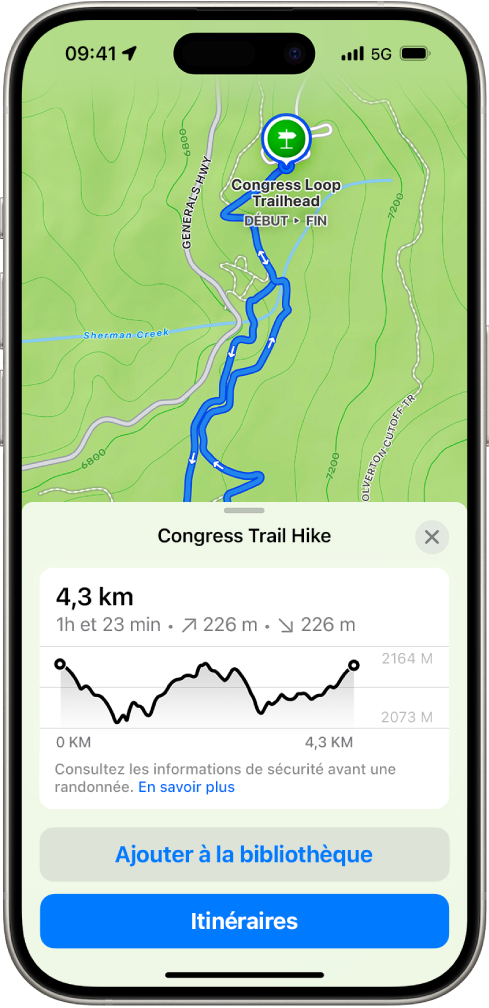 09:41
5G
6800
GENERALS HWY
Congress Loop
Trailhead
DÉBUT ▸ FIN
7200
Sherman Creek
6800
7200
OLVERTON CUTOFF TR
Congress Trail Hike
4,3 km
1h et 23 min • ↗ 226 m • ↘ 226 m
2164 M
2073 M
0 KM
4,3 KM
Consultez les informations de sécurité avant une
randonnée. En savoir plus
Ajouter à la bibliothèque
Itinéraires